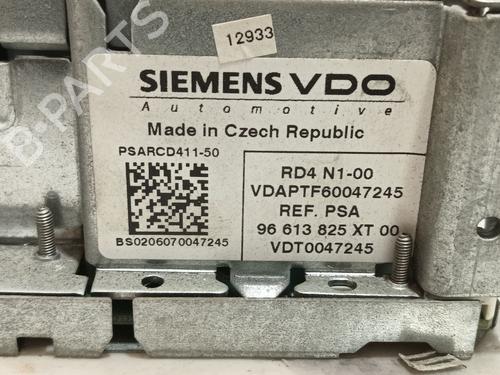 12933
SIEMENS VDO
Automotive
Made in Czech Republic
PSARCD411-50
RD4 N1-00
VDAPTF60047245
REF. PSA
96 613 825 XT 00
VDT0047245
BS0206070047245
B-PARTS